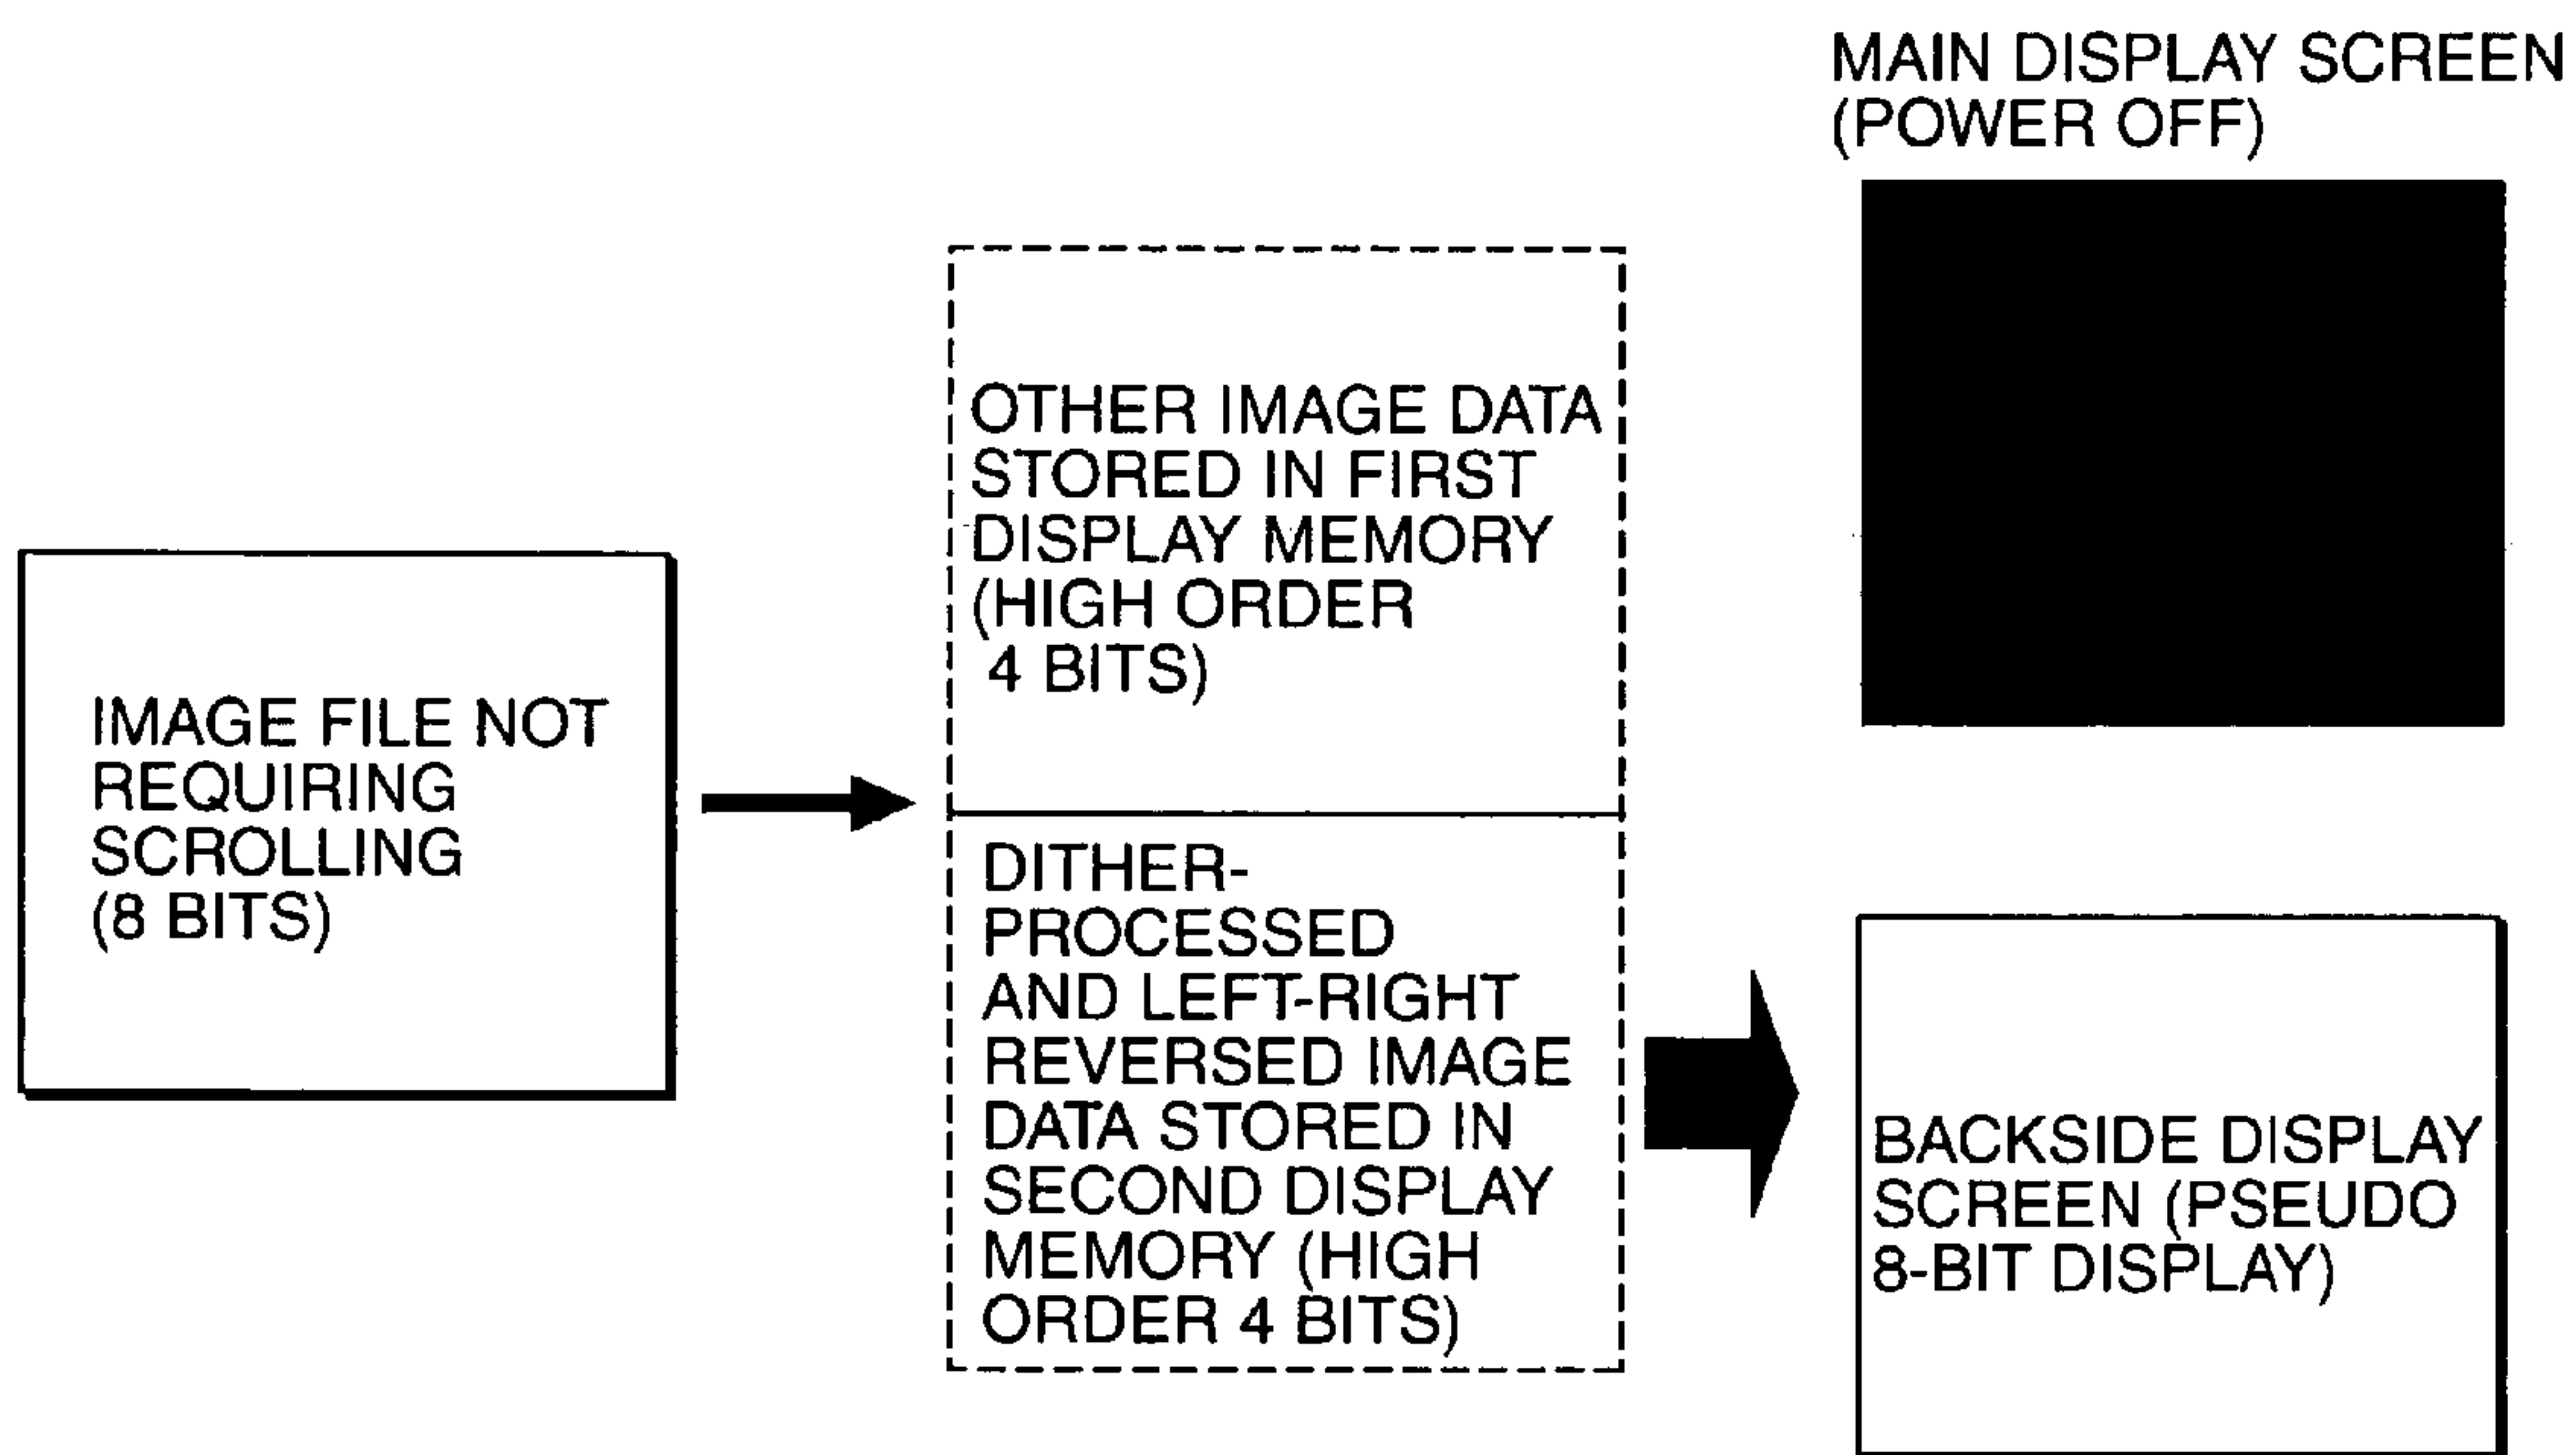 MAIN DISPLAY SCREEN
(POWER OFF)
IMAGE FILE NOT
REQUIRING
SCROLLING
(8 BITS)
OTHER IMAGE DATA
STORED IN FIRST
DISPLAY MEMORY
(HIGH ORDER
4 BITS)
DITHER-
PROCESSED
AND LEFT-RIGHT
REVERSED IMAGE
DATA STORED IN
SECOND DISPLAY
MEMORY (HIGH
ORDER 4 BITS)
BACKSIDE DISPLAY
SCREEN (PSEUDO
8-BIT DISPLAY)